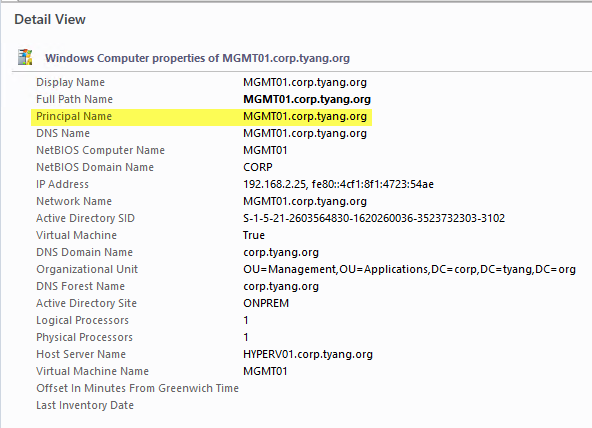 Detail View
Windows Computer properties of MGMT01.corp.tyang.org
Display Name MGMT01.corp.tyang.org
Full Path Name MGMT01.corp.tyang.org
Principal Name MGMT01.corp.tyang.org
DNS Name MGMT01.corp.tyang.org
NetBIOS Computer Name MGMT01
NetBIOS Domain Name CORP
IP Address 192.168.2.25, fe80::4cf1:8f1:4723:54ae
Network Name MGMT01.corp.tyang.org
Active Directory SID S-1-5-21-2603564830-1620260036-3523732303-3102
Virtual Machine True
DNS Domain Name corp.tyang.org
Organizational Unit OU=Management,OU=Applications,DC=corp,DC=tyang,DC=org
DNS Forest Name corp.tyang.org
Active Directory Site ONPREM
Logical Processors 1
Physical Processors 1
Host Server Name HYPERV01.corp.tyang.org
Virtual Machine Name MGMT01
Offset In Minutes From Greenwich Time
Last Inventory Date